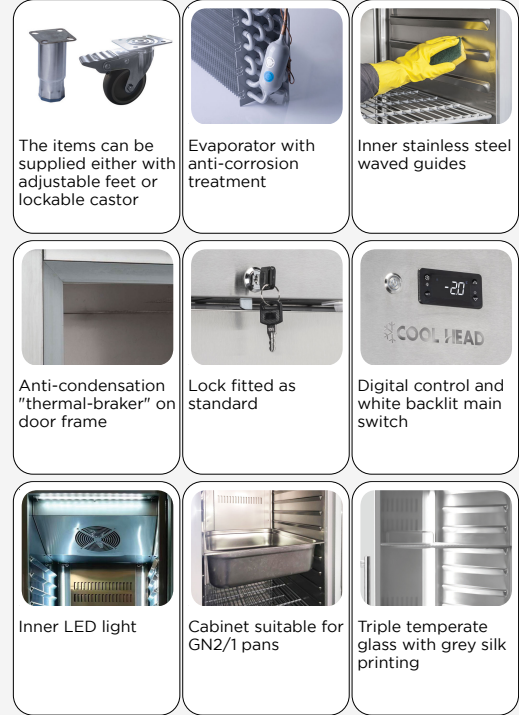 The items can be
supplied either with
adjustable feet or
lockable castor
Evaporator with
anti-corrosion
treatment
Inner stainless steel
waved guides
-20
COOL HEAD
Anti-condensation
"thermal-braker" on
door frame
Lock fitted as
standard
Digital control and
white backlit main
switch
Inner LED light
Cabinet suitable for
GN2/1 pans
Triple temperate
glass with grey silk
printing